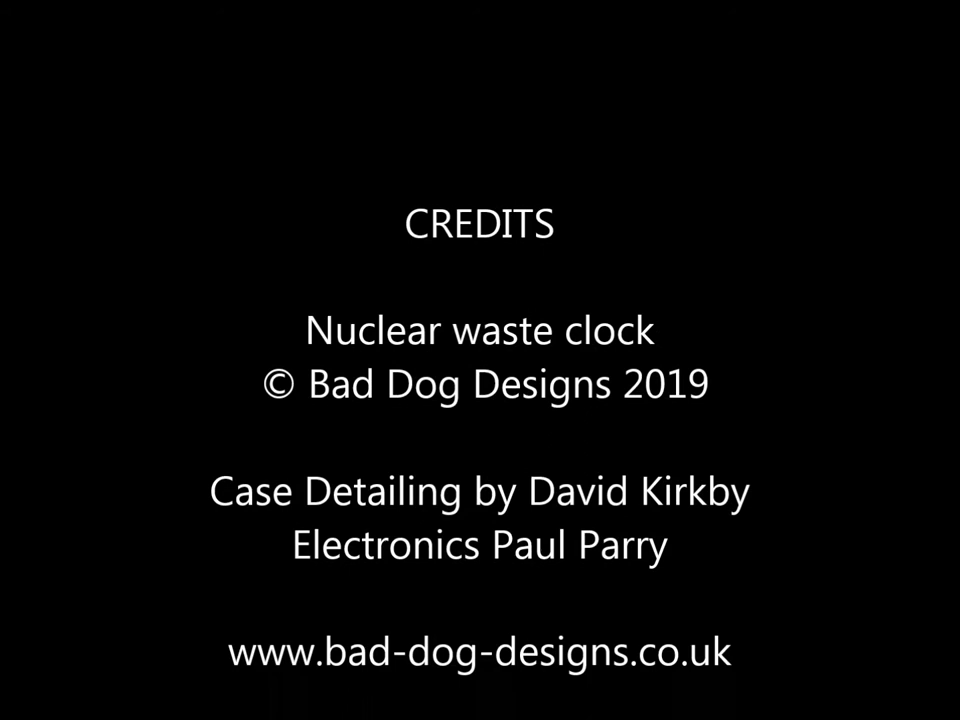 CREDITS
Nuclear waste clock
© Bad Dog Designs 2019
Case Detailing by David Kirkby
Electronics Paul Parry
www.bad-dog-designs.co.uk